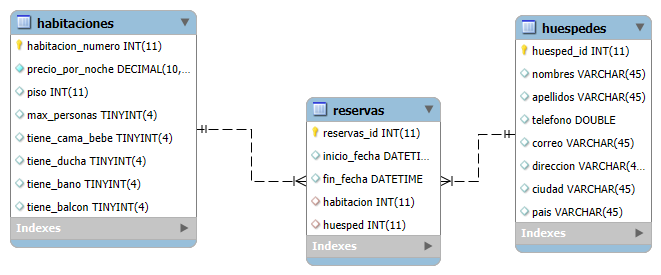 habitaciones
habitacion_numero INT(11)
precio_por_noche DECIMAL(10,...
piso INT(11)
max_personas TINYINT(4)
tiene_cama_bebe TINYINT(4)
tiene_ducha TINYINT(4)
tiene_bano TINYINT(4)
tiene_balcon TINYINT(4)
Indexes
reservas
reservas_id INT(11)
inicio_fecha DATETI...
fin_fecha DATETIME
habitacion INT(11)
huesped INT(11)
Indexes
huespedes
huesped_id INT(11)
nombres VARCHAR(45)
apellidos VARCHAR(45)
telefono DOUBLE
correo VARCHAR(45)
direccion VARCHAR(4...
ciudad VARCHAR(45)
pais VARCHAR(45)
Indexes